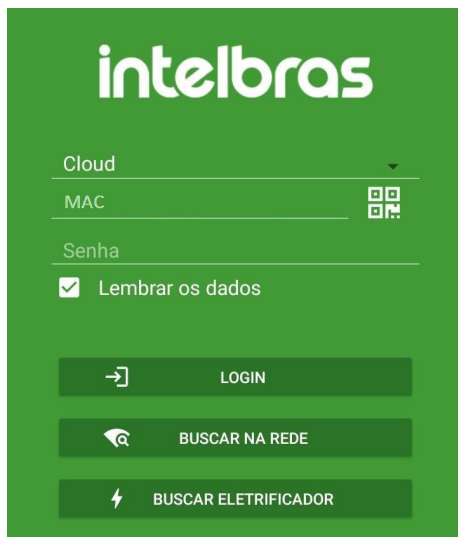 intelbras
Cloud
MAC
Senha
Lembrar os dados
LOGIN
BUSCAR NA REDE
BUSCAR ELETRIFICADOR